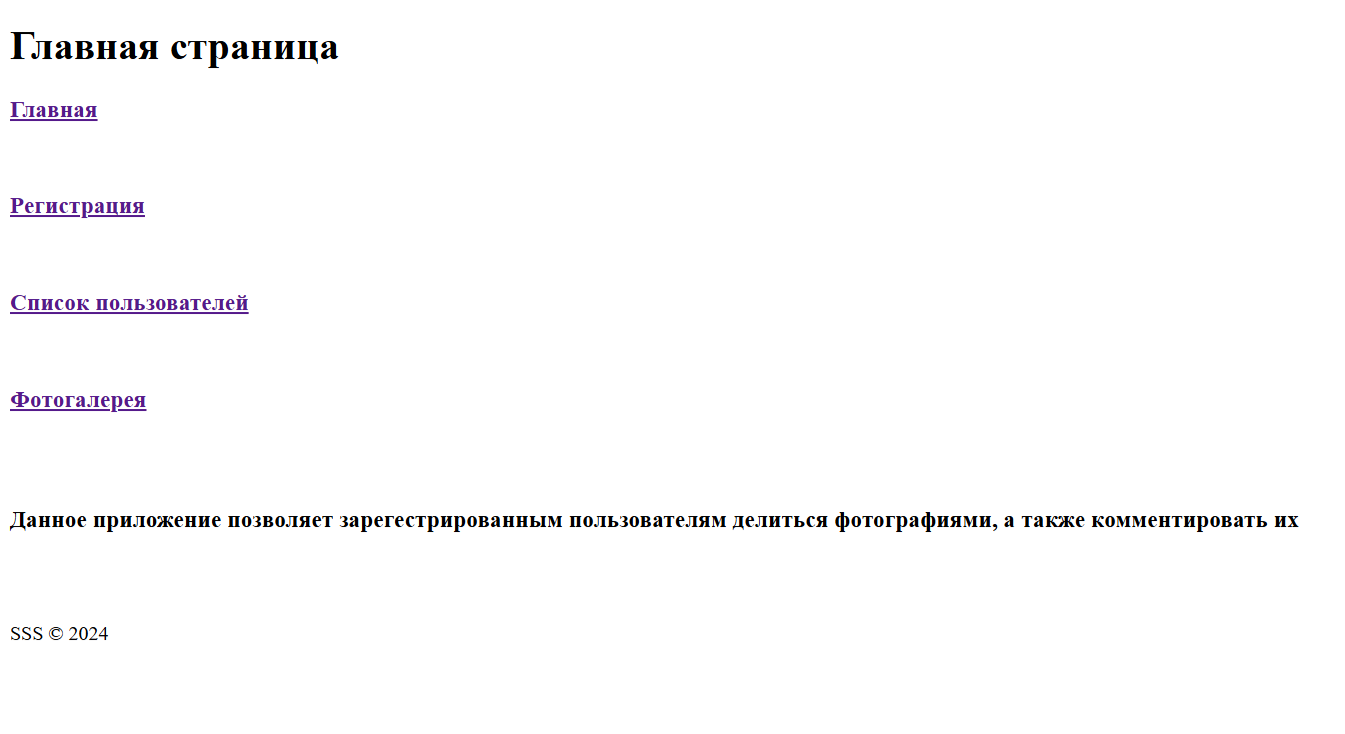 Главная страница
Главная
Регистрация
Список пользователей
Фотогалерея
Данное приложение позволяет зарегестрированным пользователям делиться фотографиями, а также комментировать их
SSS © 2024